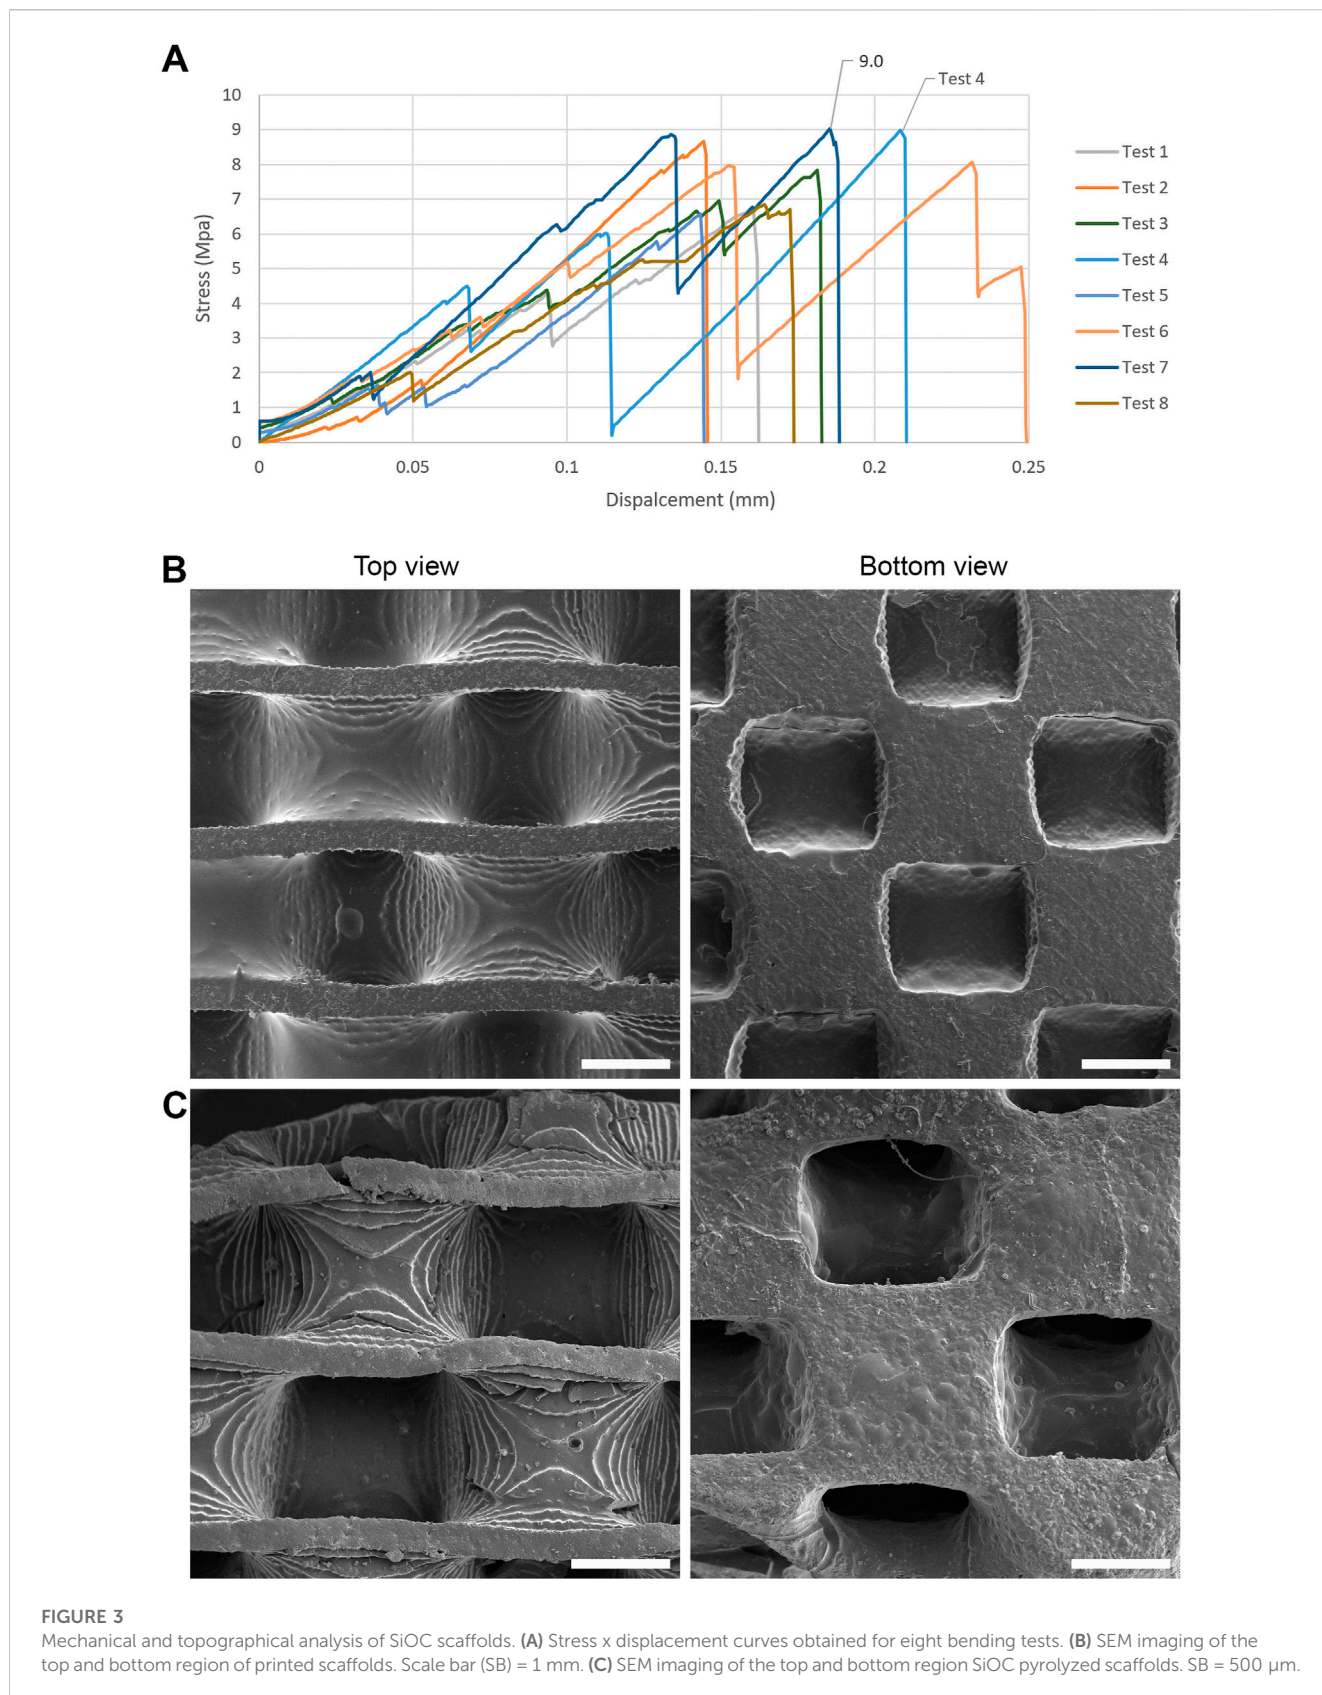 A
9.0
Test 4
10
9
8
7
6
5
4
3
2
1
0
Stress (Mpa)
0
0.05
0.1
0.15
0.2
0.25
Dispalcement (mm)
Test 1
Test 2
Test 3
Test 4
Test 5
Test 6
Test 7
Test 8
B
Top view
Bottom view
C
FIGURE 3
Mechanical and topographical analysis of SiOC scaffolds. (A) Stress x displacement curves obtained for eight bending tests. (B) SEM imaging of the
top and bottom region of printed scaffolds. Scale bar (SB) = 1 mm. (C) SEM imaging of the top and bottom region SiOC pyrolyzed scaffolds. SB = 500 µm.